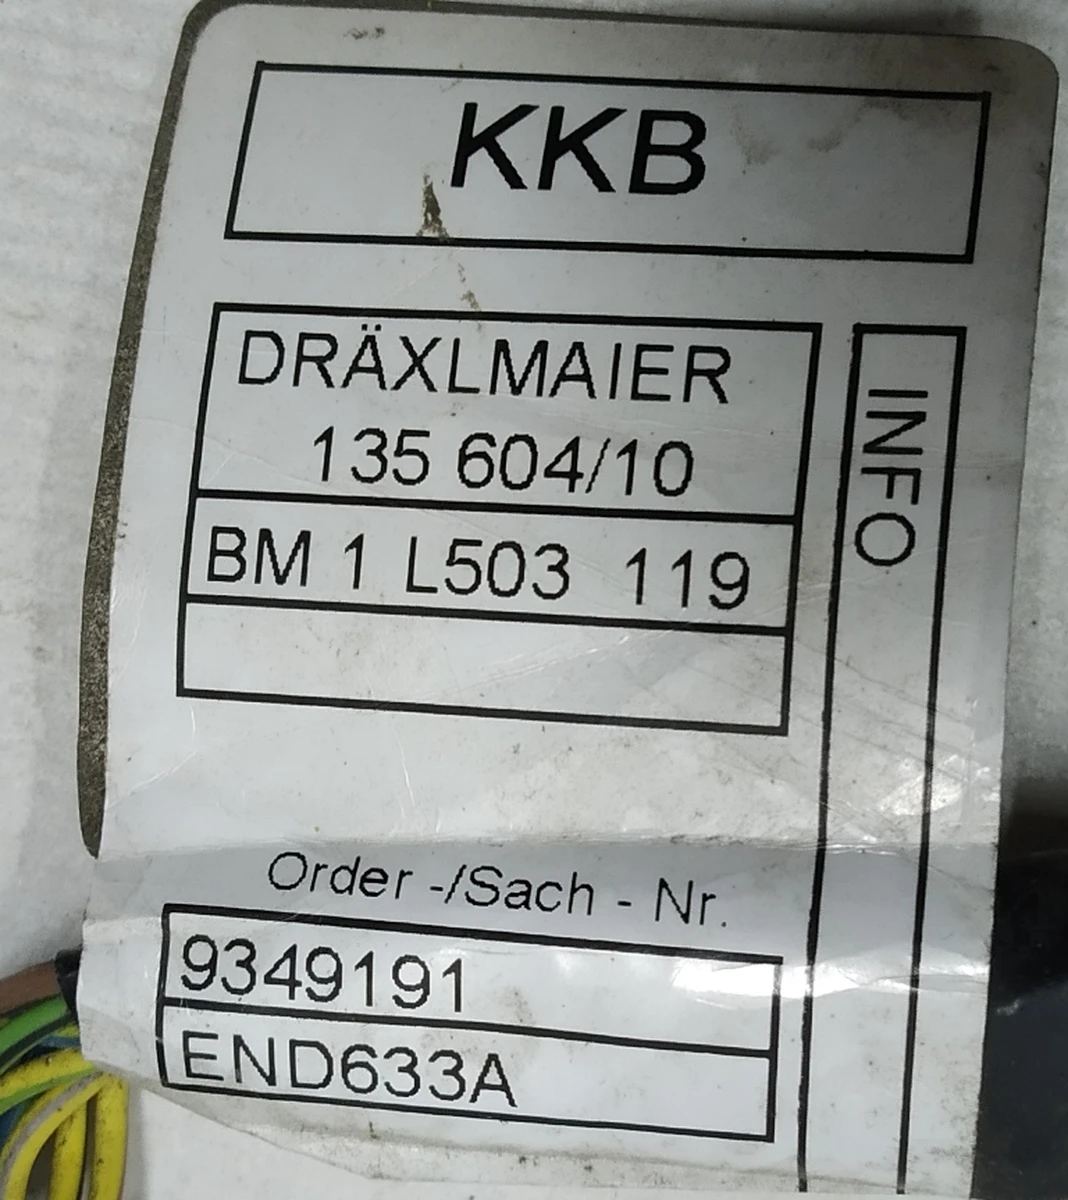 KKB
DRÄXLMAIER
135 604/10
BM 1 L503 119
INFO
Order -/Sach - Nr.
9349191
END633A